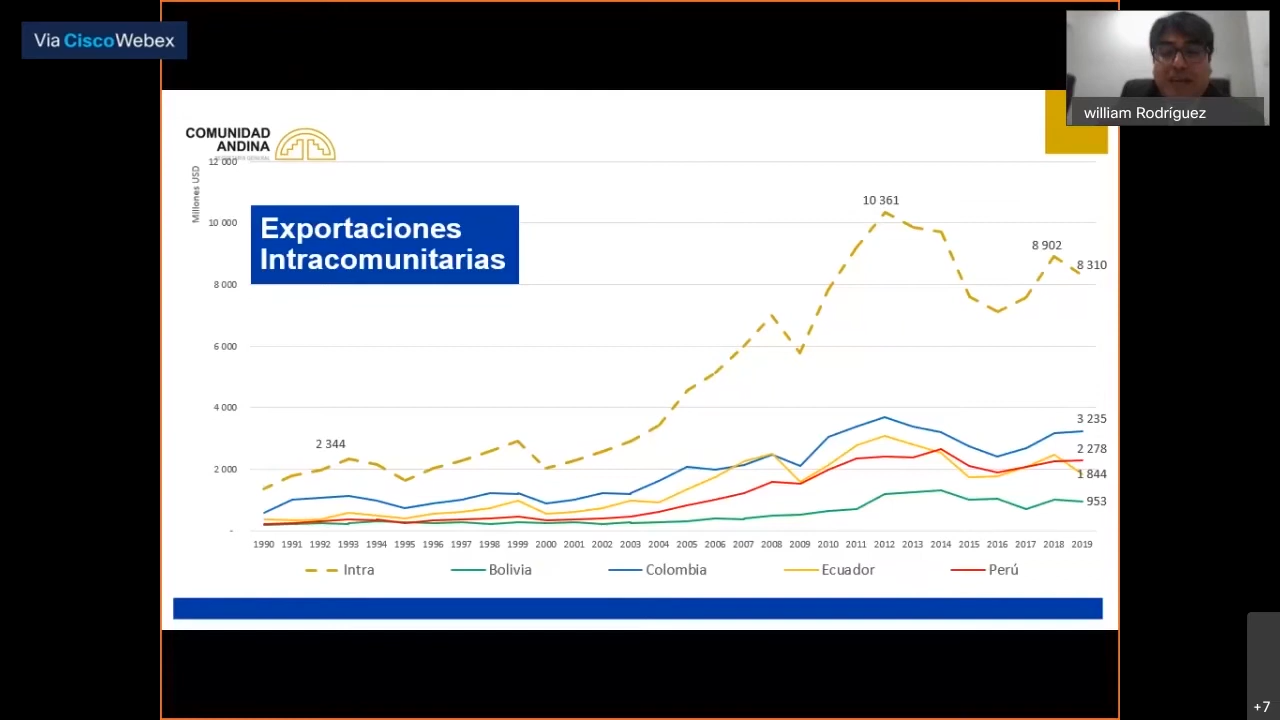 Via CiscoWebex
william Rodríguez
COMUNIDAD
ANDINA
Millones USD
12 000
10 000
8 000
6 000
4 000
2 000
-
Exportaciones
Intracomunitarias
2 344
10 361
8 902
8 310
3 235
2 278
1 844
953
1990 1991 1992 1993 1994 1995 1996 1997 1998 1999 2000 2001 2002 2003 2004 2005 2006 2007 2008 2009 2010 2011 2012 2013 2014 2015 2016 2017 2018 2019
Intra Bolivia Colombia Ecuador Perú
+7